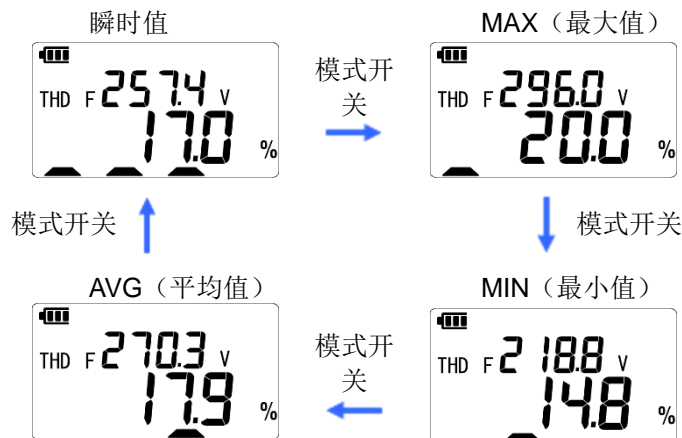 瞬时值
MAX（最大值）
THD F 257.4 V
17.0 %
模式开
关
THD F 296.0 V
20.0 %
模式开关
模式开关
AVG（平均值）
MIN（最小值）
THD F 270.3 V
17.9 %
模式开
关
THD F 218.8 V
14.8 %